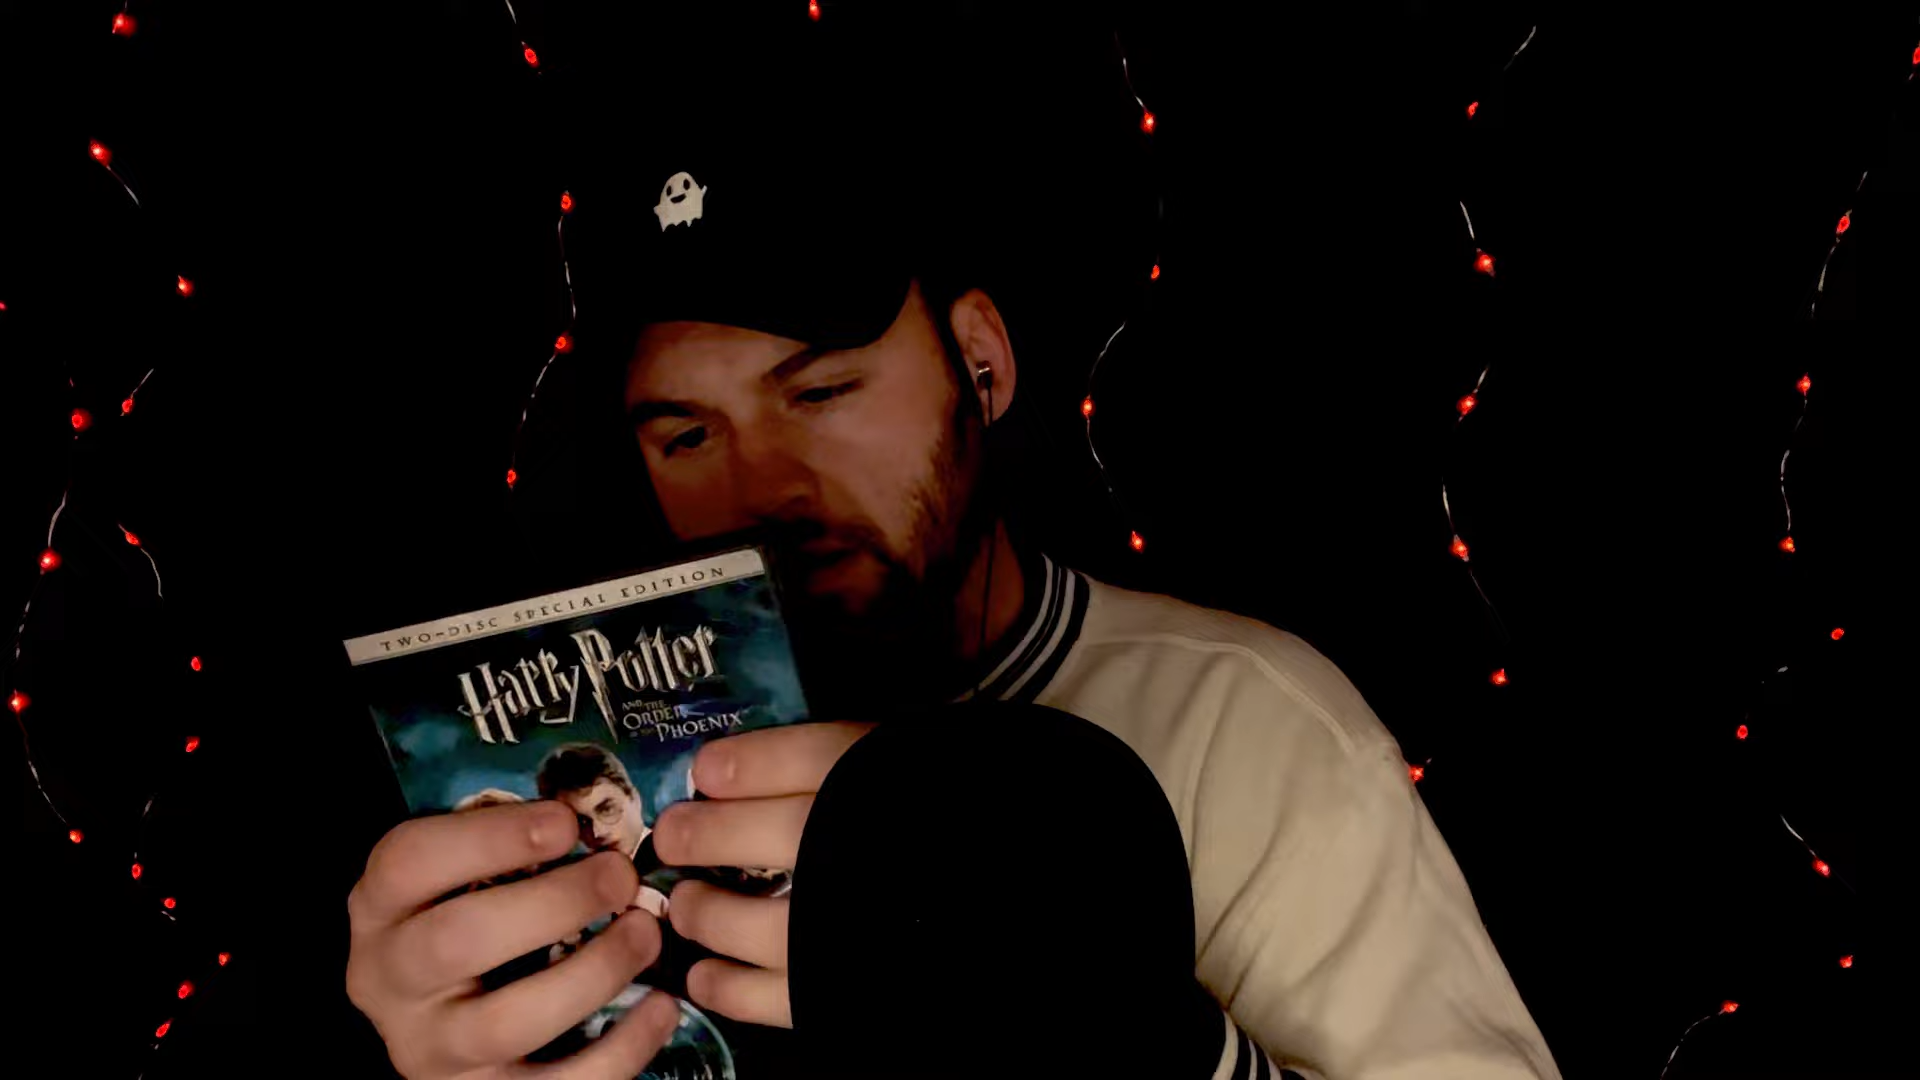 TWO-DISC SPECIAL EDITION
Harry Potter
AND THE
ORDER
OF THE PHOENIX